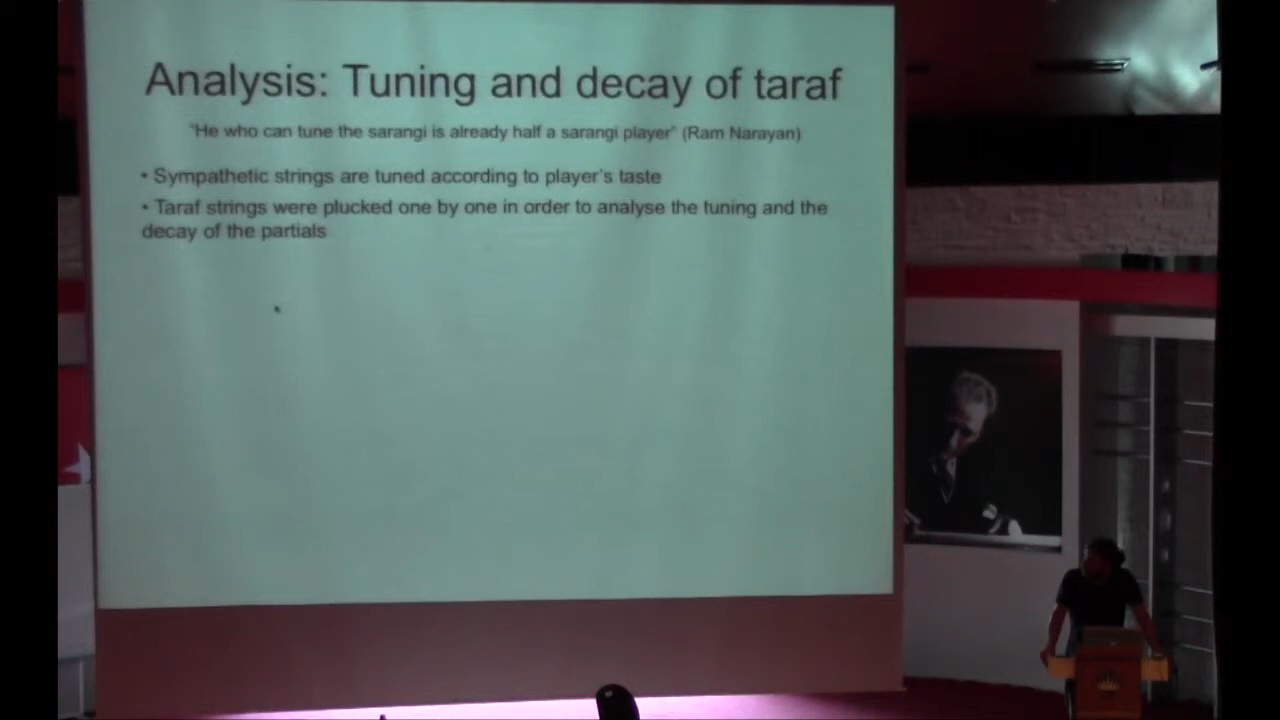 Analysis: Tuning and decay of taraf
"He who can tune the sarangi is already half a sarangi player" (Ram Narayan)
• Sympathetic strings are tuned according to player's taste
• Taraf strings were plucked one by one in order to analyse the tuning and the
decay of the partials